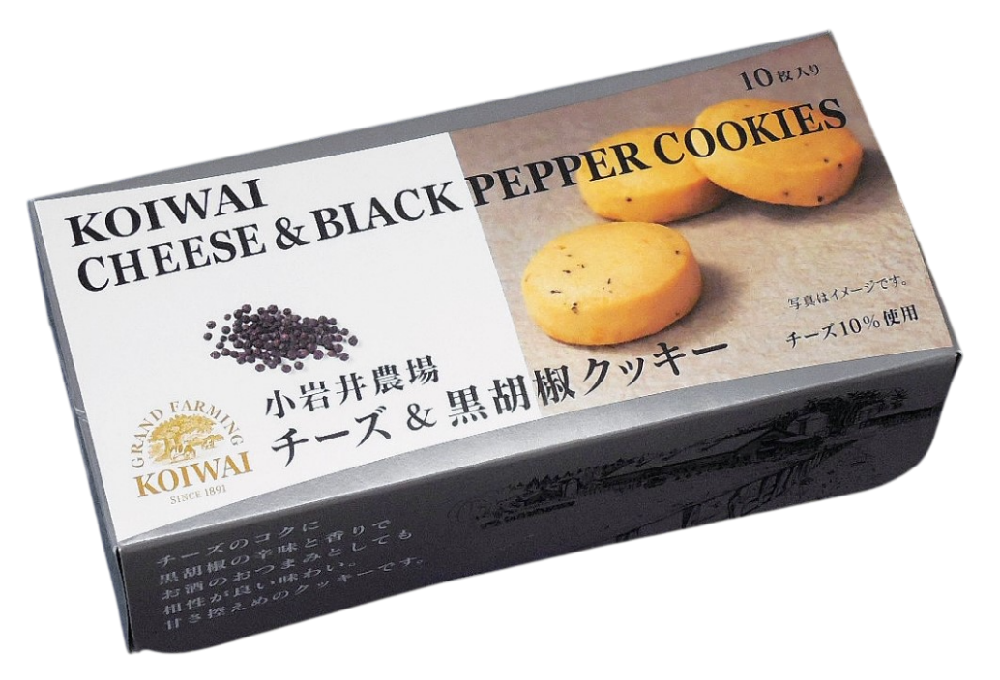 10枚入り
KOIWAI
CHEESE & BLACK PEPPER COOKIES
写真はイメージです。
チーズ10%使用
小岩井農場
チーズ & 黒胡椒クッキー
GRAND FARMING
KOIWAI
SINCE 1891
チーズのコクに
黒胡椒の辛味と香りで
お酒のおつまみとしても
相性が良い味わい。
甘さ控えめのクッキーです。